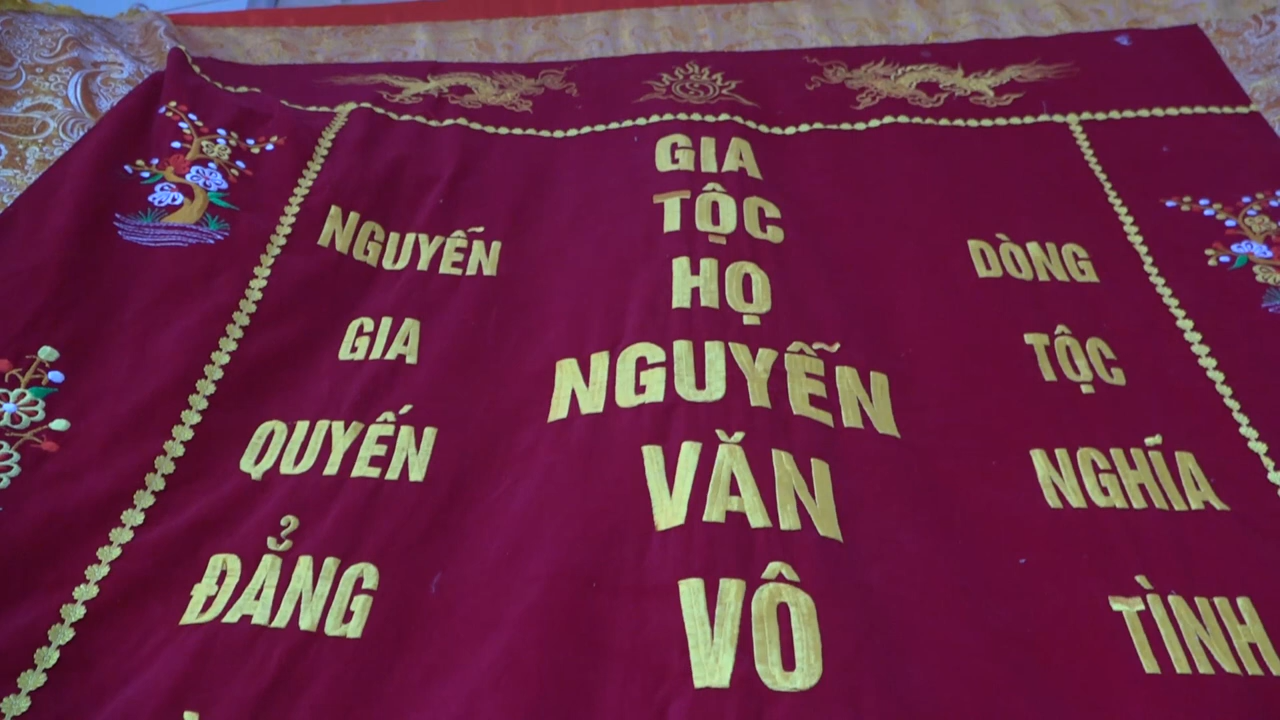 GIA
TỘC
HỌ
NGUYỄN
VĂN
VÔ
NGUYỄN
GIA
QUYẾN
ĐẲNG
DÒNG
TỘC
NGHĨA
TÌNH